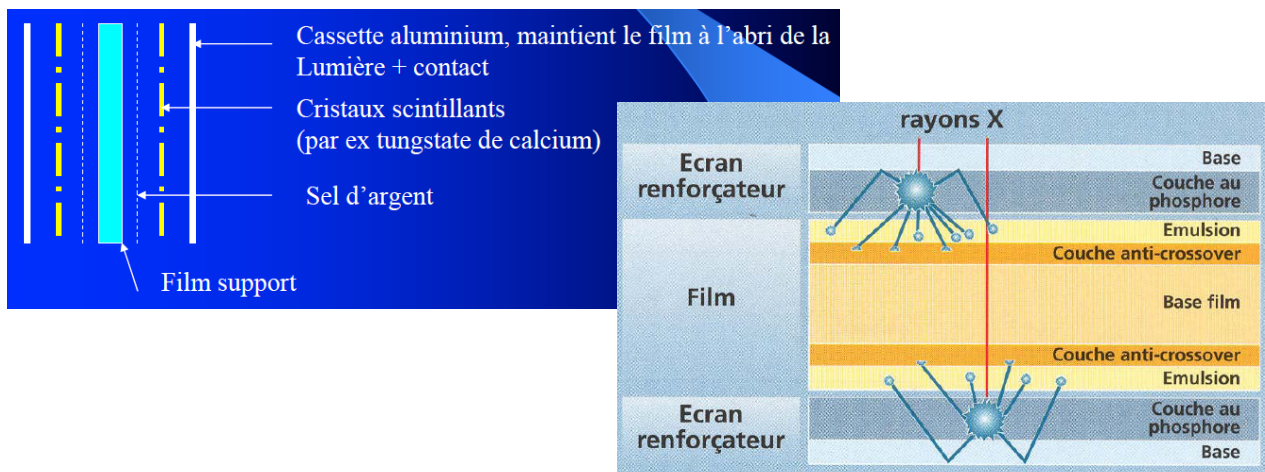 Cassette aluminium, maintient le film à l'abri de la
Lumière + contact
Cristaux scintillants
(par ex tungstate de calcium)
Sel d'argent
Film support
rayons X
Ecran
renforçateur
Base
Couche au
phosphore
Film
Emulsion
Couche anti-crossover
Base film
Couche anti-crossover
Emulsion
Ecran
renforçateur
Couche au
phosphore
Base